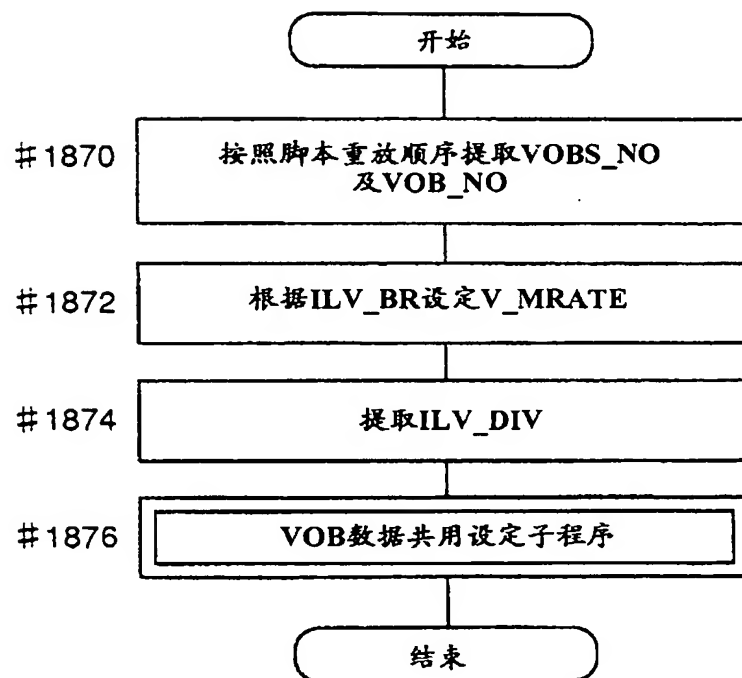 开始
#1870
按照脚本重放顺序提取VOBS_NO
及VOB_NO
#1872
根据ILV_BR设定V_MRATE
#1874
提取ILV_DIV
#1876
VOB数据共用设定子程序
结束